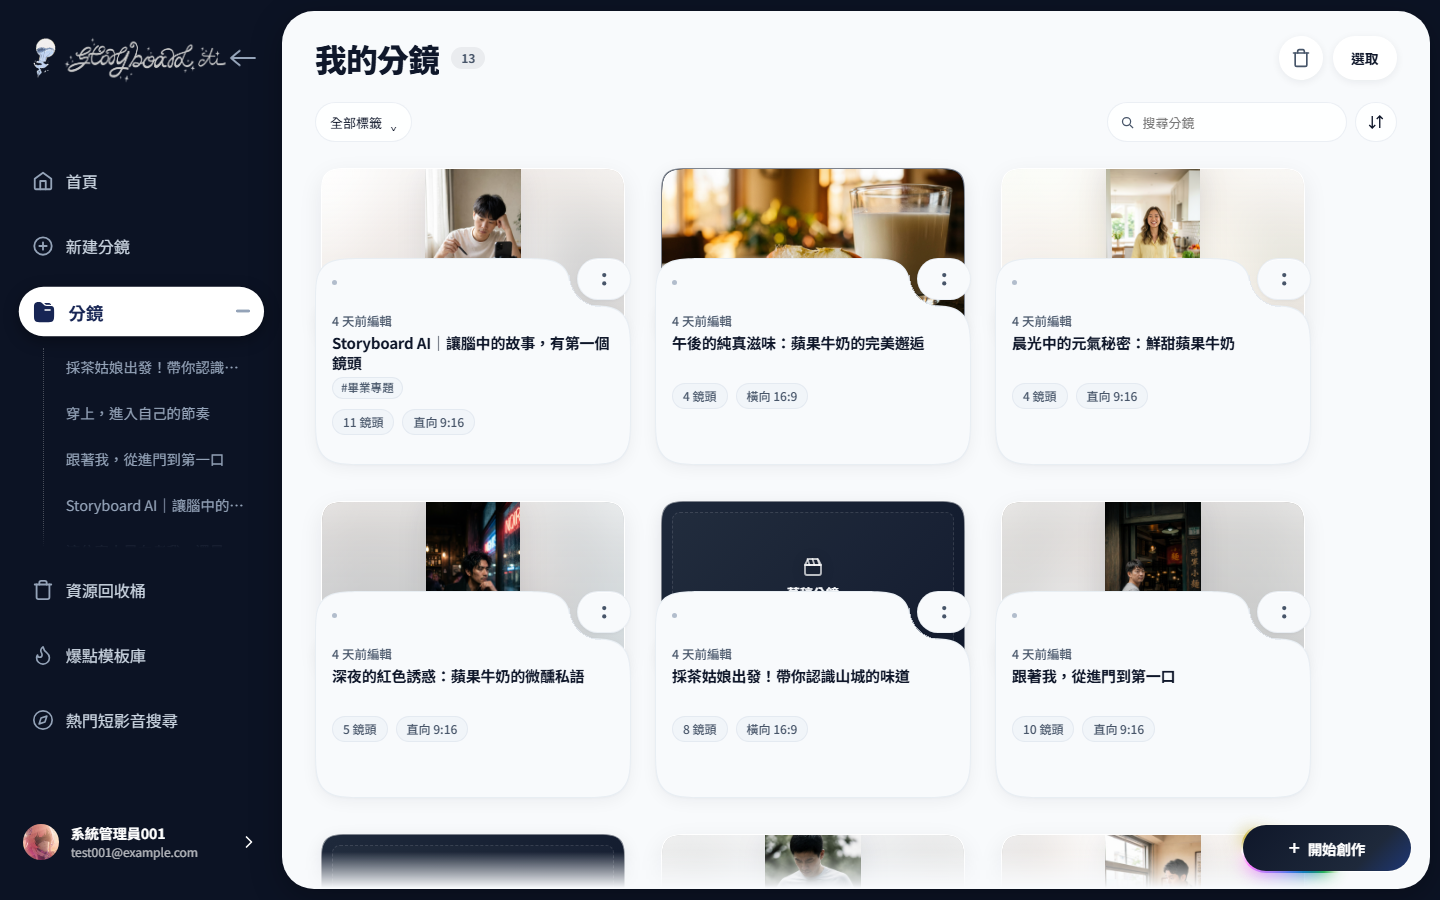 Storyboard Ai
我的分鏡
13
選取
全部標籤
搜尋分鏡
首頁
新建分鏡
分鏡
採茶姑娘出發！帶你認識…
穿上，進入自己的節奏
跟著我，從進門到第一口
Storyboard AI｜讓腦中的…
資源回收桶
爆點模板庫
熱門短影音搜尋
系統管理員001
test001@example.com
4 天前編輯
Storyboard AI｜讓腦中的故事，有第一個
鏡頭
#畢業專題
11 鏡頭
直向 9:16
4 天前編輯
午後的純真滋味：蘋果牛奶的完美邂逅
4 鏡頭
橫向 16:9
4 天前編輯
晨光中的元氣秘密：鮮甜蘋果牛奶
4 鏡頭
直向 9:16
4 天前編輯
深夜的紅色誘惑：蘋果牛奶的微醺私語
5 鏡頭
直向 9:16
4 天前編輯
採茶姑娘出發！帶你認識山城的味道
8 鏡頭
橫向 16:9
4 天前編輯
跟著我，從進門到第一口
10 鏡頭
直向 9:16
+ 開始創作